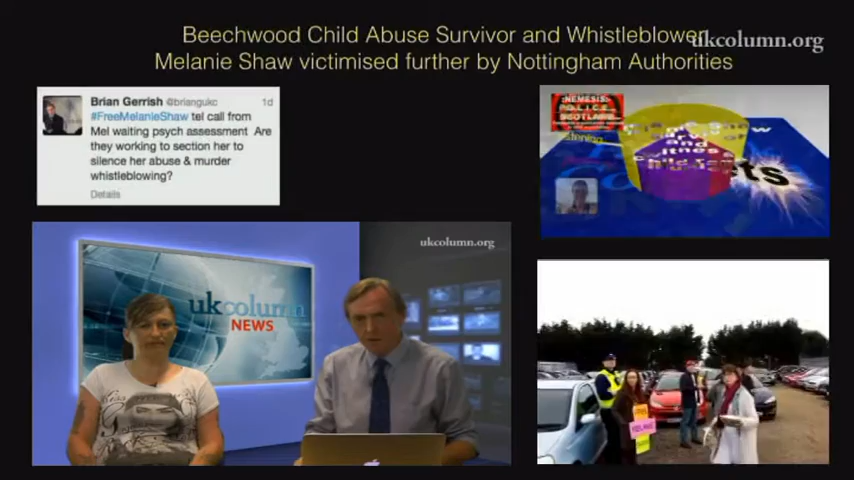 Beechwood Child Abuse Survivor and Whistleblower
ukcolumn.org
Melanie Shaw victimised further by Nottingham Authorities
Brian Gerrish @briangukc 1d
#FreeMelanieShaw tel call from
Mel waiting psych assessment Are
they working to section her to
silence her abuse & murder
whistleblowing?
Details
NEMESIS
POLICE
SCOTLAND
ukcolumn.org
ukcolumn
NEWS